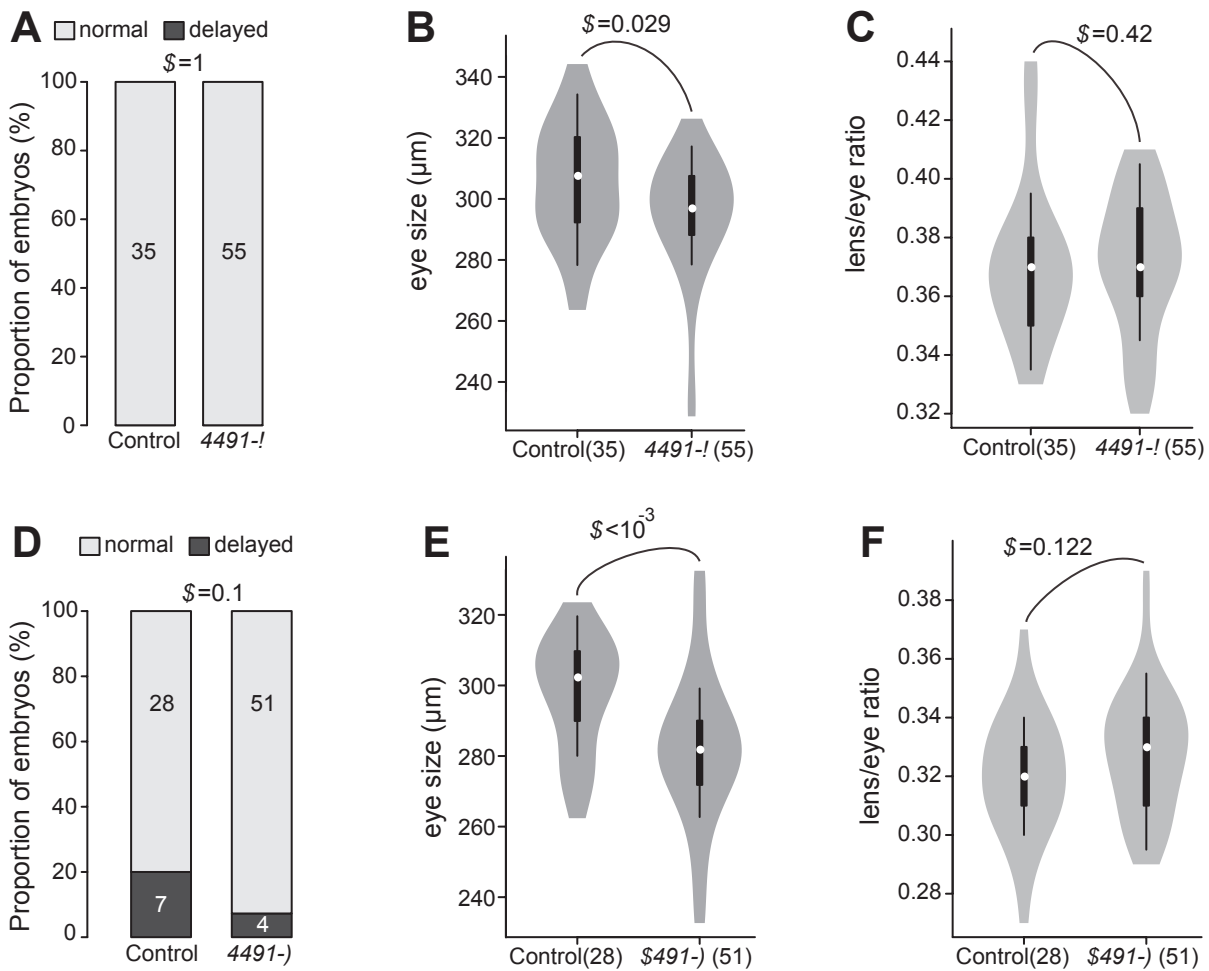 A
normal delayed
$=1
Proportion of embryos (%)
100
80
60
40
20
0
35
55
Control
4491-!
B
$=0.029
eye size (µm)
340
320
300
280
260
240
Control(35)
4491-! (55)
C
$=0.42
lens/eye ratio
0.44
0.42
0.40
0.38
0.36
0.34
0.32
Control(35)
4491-! (55)
D
normal delayed
$=0.1
Proportion of embryos (%)
100
80
60
40
20
0
28
51
7
4
Control
4491-)
E
$<10-3
eye size (µm)
320
300
280
260
240
Control(28)
$491-) (51)
F
$=0.122
lens/eye ratio
0.38
0.36
0.34
0.32
0.30
0.28
Control(28)
$491-) (51)